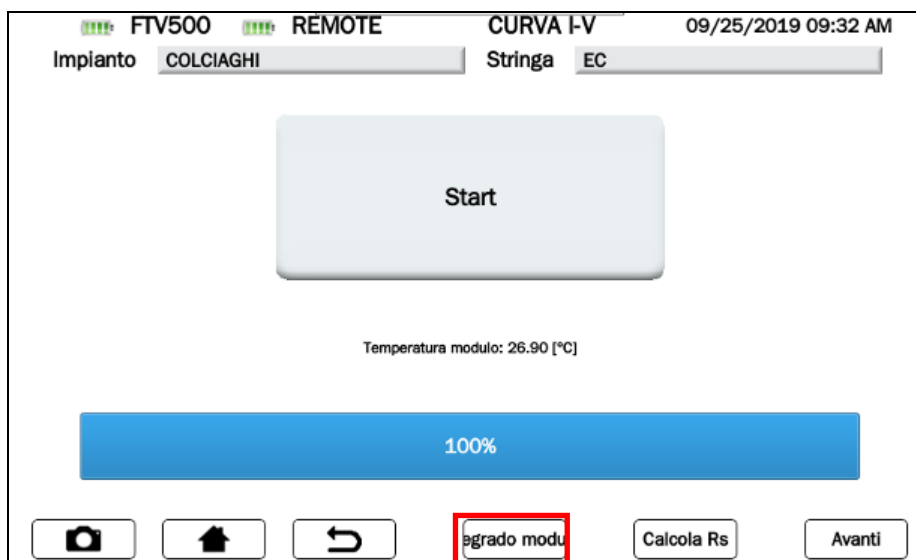 FTV500 REMOTE CURVA I-V 09/25/2019 09:32 AM
Impianto COLCIAGHI Stringa EC
Start
Temperatura modulo: 26.90 [°C]
100%
egrado modu Calcola Rs Avanti